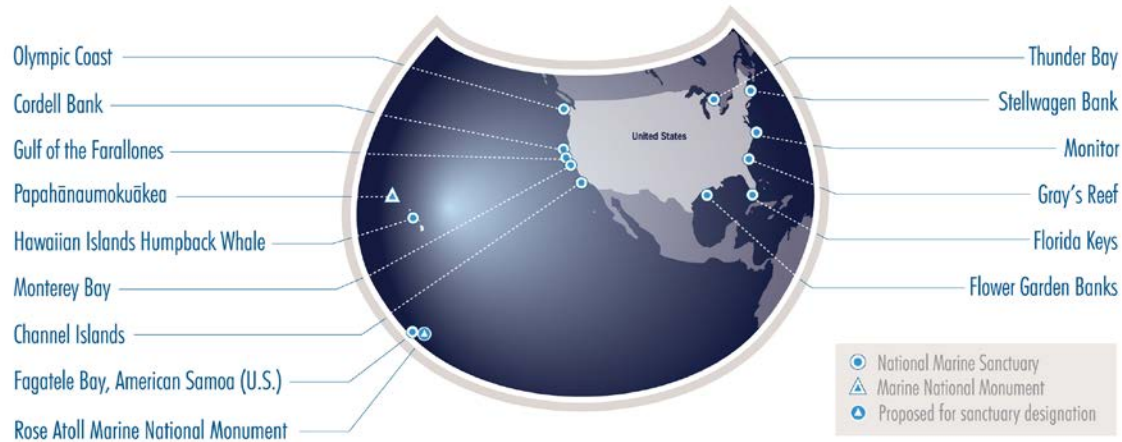 Olympic Coast
Cordell Bank
Gulf of the Farallones
Papahānaumokuākea
Hawaiian Islands Humpback Whale
Monterey Bay
Channel Islands
Fagatele Bay, American Samoa (U.S.)
Rose Atoll Marine National Monument
United States
Thunder Bay
Stellwagen Bank
Monitor
Gray's Reef
Florida Keys
Flower Garden Banks
National Marine Sanctuary
Marine National Monument
Proposed for sanctuary designation